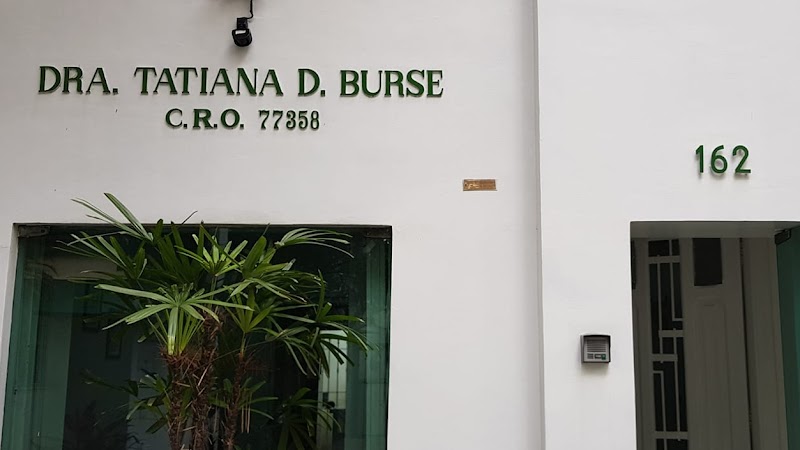 DRA. TATIANA D. BURSE
C.R.O. 77358
162